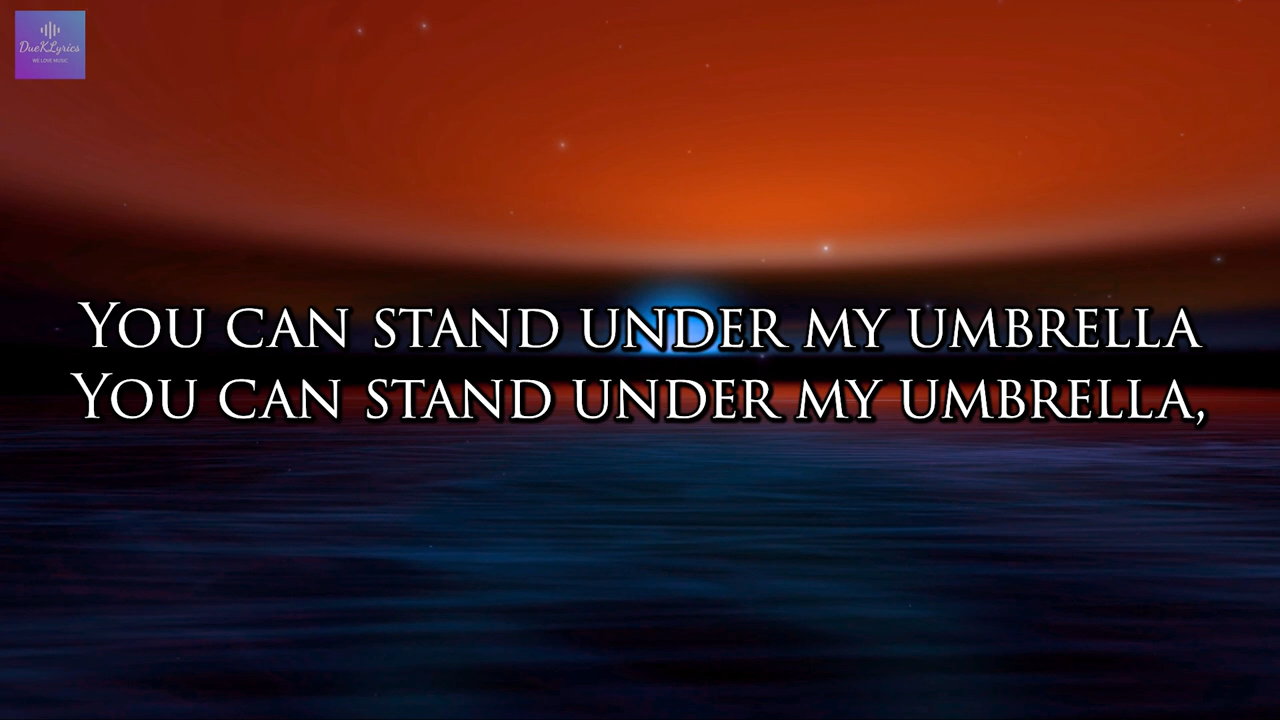 DueKLyrics
WE LOVE MUSIC
YOU CAN STAND UNDER MY UMBRELLA
YOU CAN STAND UNDER MY UMBRELLA,